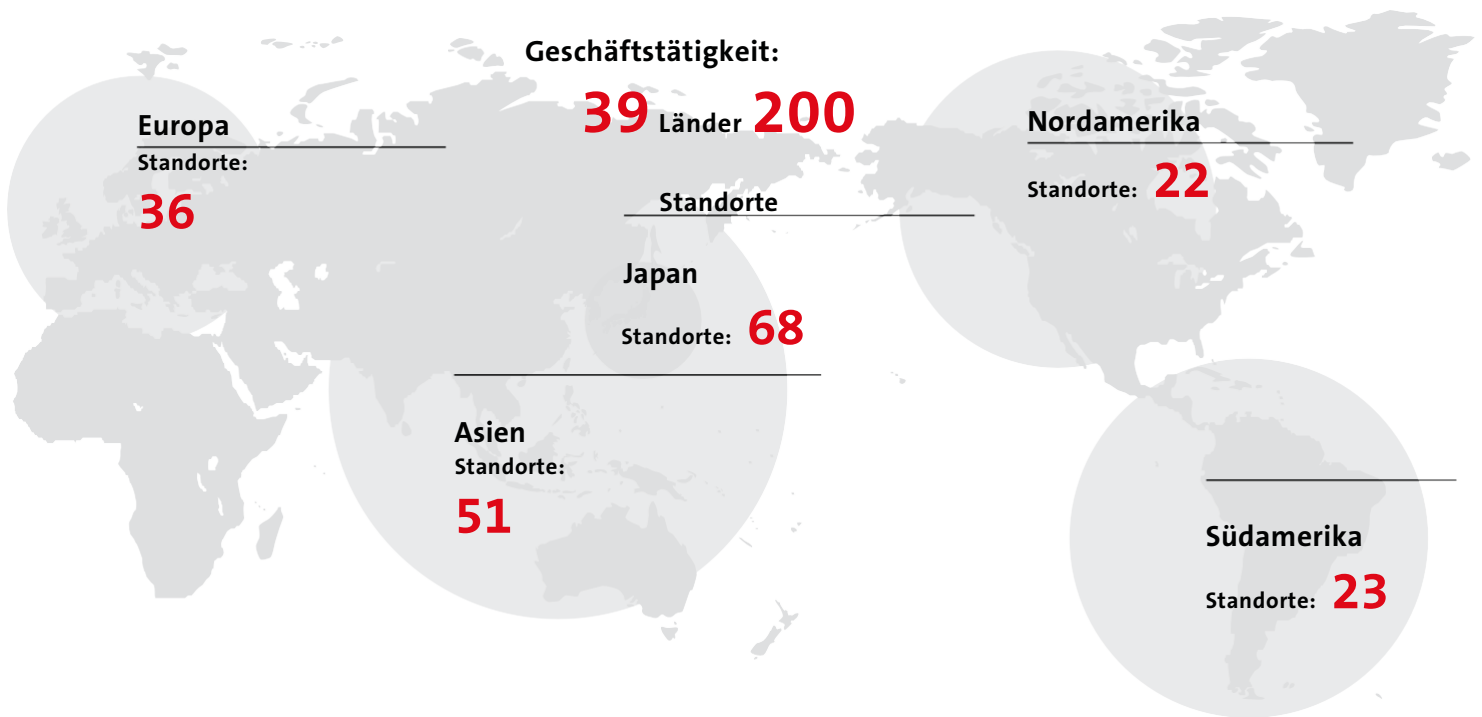 Geschäftstätigkeit:
39 Länder 200
Standorte
Europa
Standorte:
36
Nordamerika
Standorte: 22
Japan
Standorte: 68
Asien
Standorte:
51
Südamerika
Standorte: 23